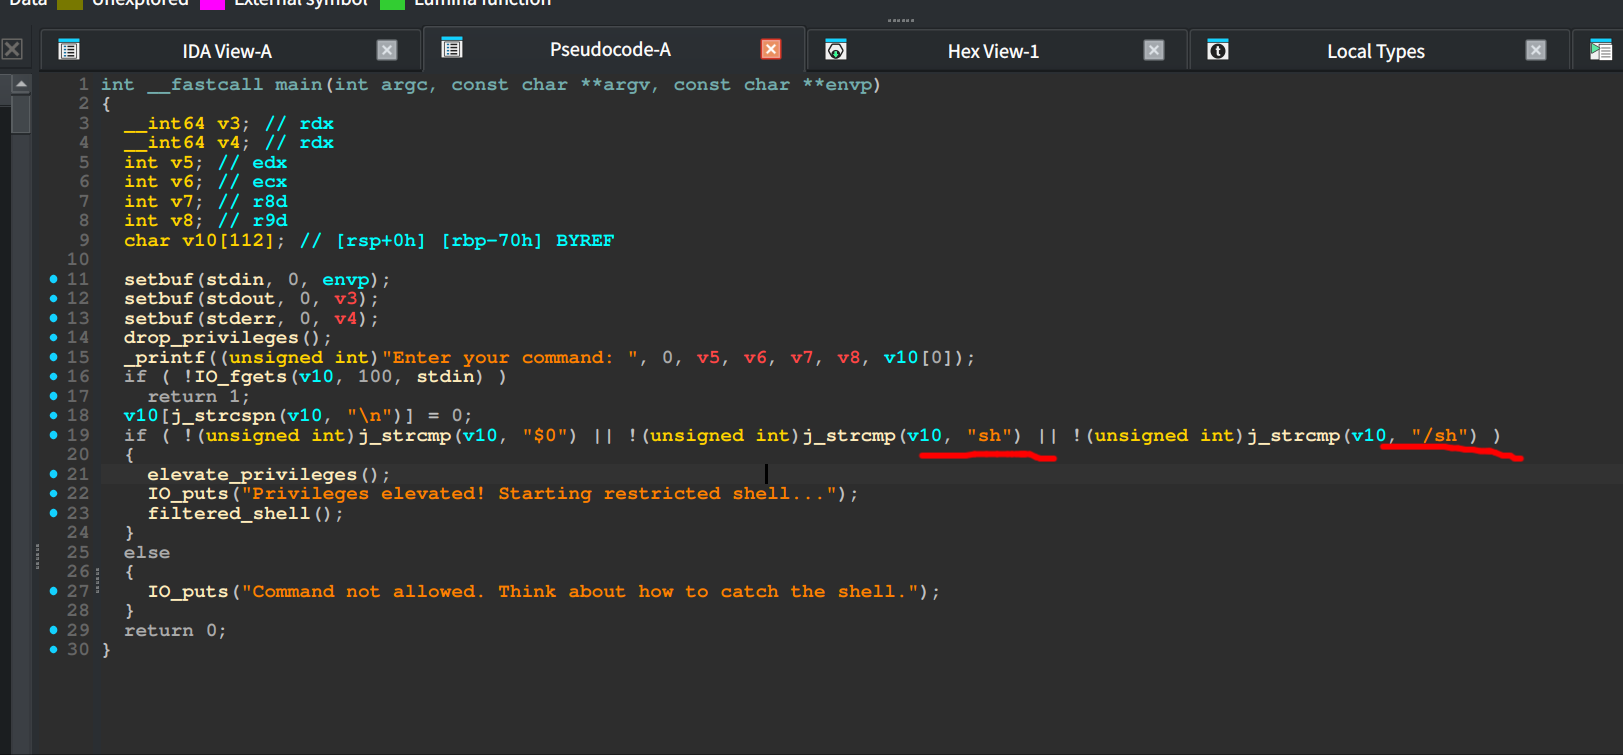 Data Unexplored External symbol Lumina function
IDA View-A Pseudocode-A Hex View-1 Local Types
1 int __fastcall main(int argc, const char **argv, const char **envp)
2 {
3 __int64 v3; // rdx
4 __int64 v4; // rdx
5 int v5; // edx
6 int v6; // ecx
7 int v7; // r8d
8 int v8; // r9d
9 char v10[112]; // [rsp+0h] [rbp-70h] BYREF
10
11 setbuf(stdin, 0, envp);
12 setbuf(stdout, 0, v3);
13 setbuf(stderr, 0, v4);
14 drop_privileges();
15 _printf((unsigned int)"Enter your command: ", 0, v5, v6, v7, v8, v10[0]);
16 if ( !IO_fgets(v10, 100, stdin) )
17 return 1;
18 v10[j_strcspn(v10, "\n")] = 0;
19 if ( !(unsigned int)j_strcmp(v10, "$0") || !(unsigned int)j_strcmp(v10, "sh") || !(unsigned int)j_strcmp(v10, "/sh") )
20 {
21 elevate_privileges();
22 IO_puts("Privileges elevated! Starting restricted shell...");
23 filtered_shell();
24 }
25 else
26 {
27 IO_puts("Command not allowed. Think about how to catch the shell.");
28 }
29 return 0;
30 }